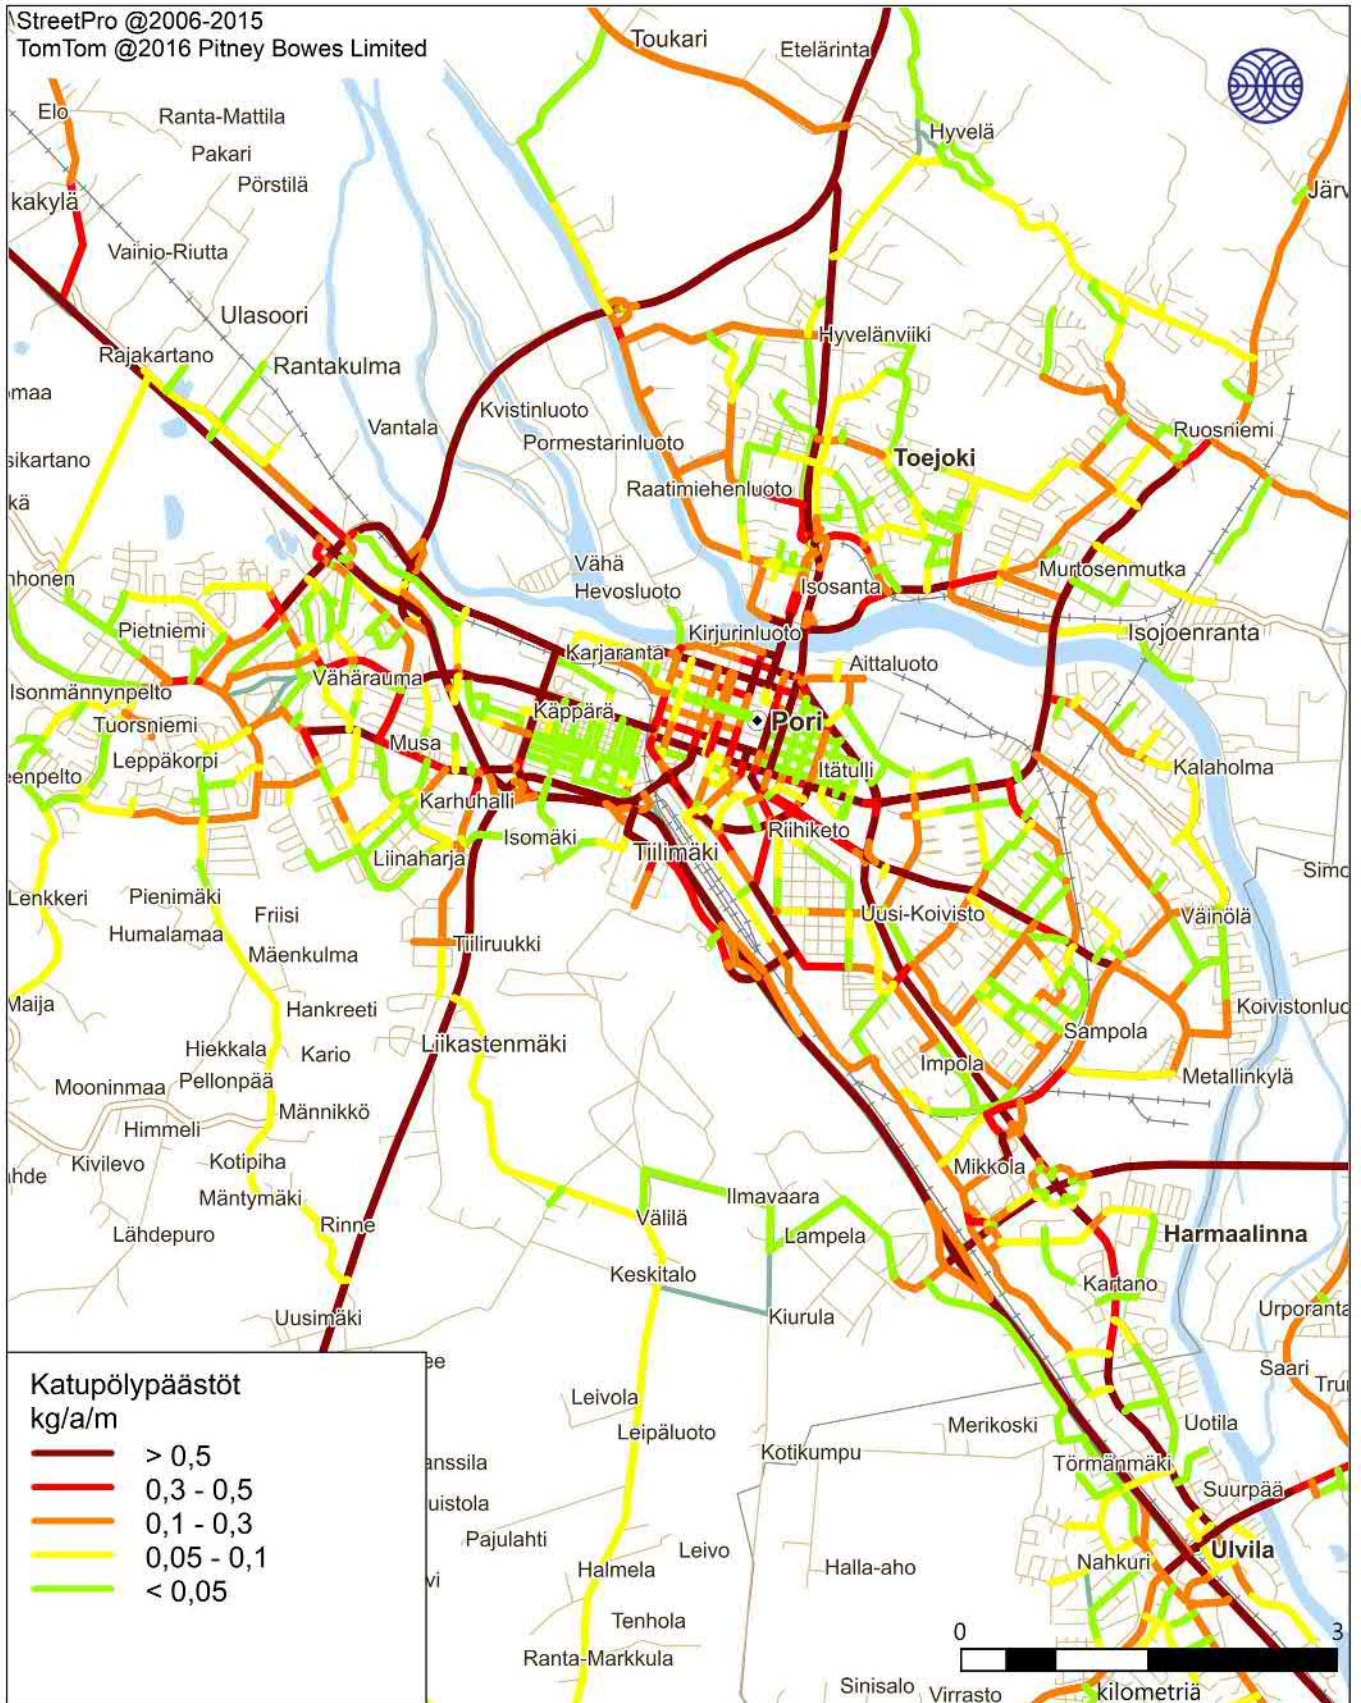 StreetPro @2006-2015
TomTom @2016 Pitney Bowes Limited
Toukari
Etelärinta
Elo
Ranta-Mattila
Hyvelä
Pakari
Pörstilä
kakylä
Järv
Vainio-Riutta
Ulasoori
Hyvelänviiki
Rajakartano
Rantakulma
omaa
Kvistinluoto
Vantala
Pormestarinluoto
Ruosniemi
sikartano
Toejoki
Raatimiehenluoto
kä
Vähä
Hevosluoto
nhonen
Murtosenmutka
Isosanta
Pietniemi
Kirjurinluoto
Isojoenranta
Karjaranta
Aittaluoto
Vähärauma
Isonmännynpelto
Käppärä
Pori
Tuorsniemi
Musa
Leppäkorpi
Itätulli
Kalaholma
eenpelto
Karhuhalli
Isomäki
Riihiketo
Liinaharja
Tiilimäki
Simo
Lenkkeri
Pienimäki
Friisi
Uusi-Koivisto
Väinölä
Humalamaa
Tiiliruukki
Mäenkulma
Maija
Hankreeti
Koivistonluo
Sampola
Hiekkala
Kario
Liikastenmäki
Impola
Metallinkylä
Mooninmaa
Pellonpää
Männikkö
Himmeli
Kivilevo
Kotipiha
Mikkola
ahde
Mäntymäki
Ilmavaara
Rinne
Välilä
Lähdepuro
Lampela
Harmaalinna
Keskitalo
Kartano
Uusimäki
Kiurula
Urporanta
Saari
Trui
ee
Katupölypäästöt
kg/a/m
> 0,5
0,3 - 0,5
0,1 - 0,3
0,05 - 0,1
< 0,05
Leivola
Leipäluoto
Merikoski
Uotila
Kotikumpu
anssila
Törmänmäki
Suurpää
uistola
Pajulahti
Leivo
Ulvila
Halmela
Halla-aho
Nahkuri
vi
Tenhola
0
3
Ranta-Markkula
Sinisalo
Virrasto
kilometriä